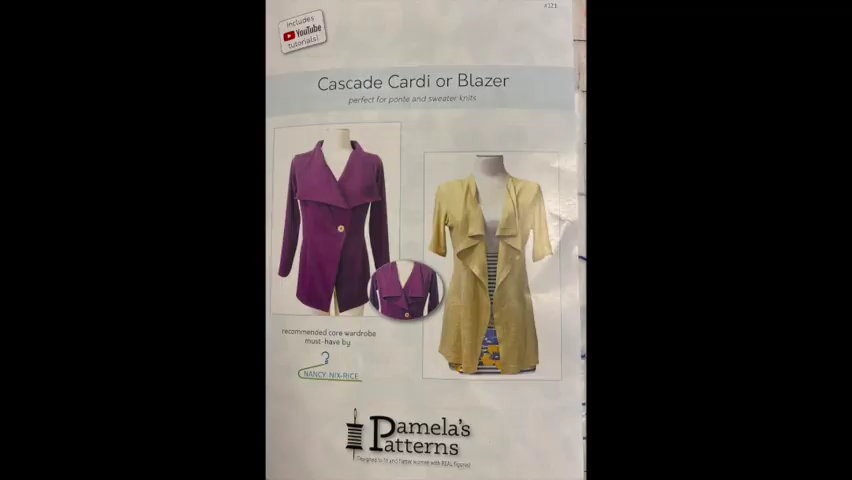 #121
Includes
YouTube
tutorials!
Cascade Cardi or Blazer
perfect for ponte and sweater knits
recommended core wardrobe
must-have by
NANCY NIX-RICE
Pamela's
Patterns
Designed to fit and flatter women with REAL figures!